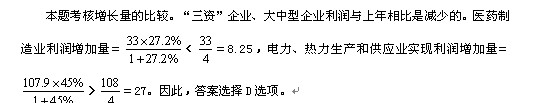 本题考核增长量的比较。“三资”企业、大中型企业利润与上年相比是减少的。医药制
造业利润增加量= 33×27.2% / 1+27.2% < 33 / 4 = 8.25，电力、热力生产和供应业实现利润增加量=
107.9×45% / 1+45% > 108 / 4 = 27。因此，答案选择D选项。↵